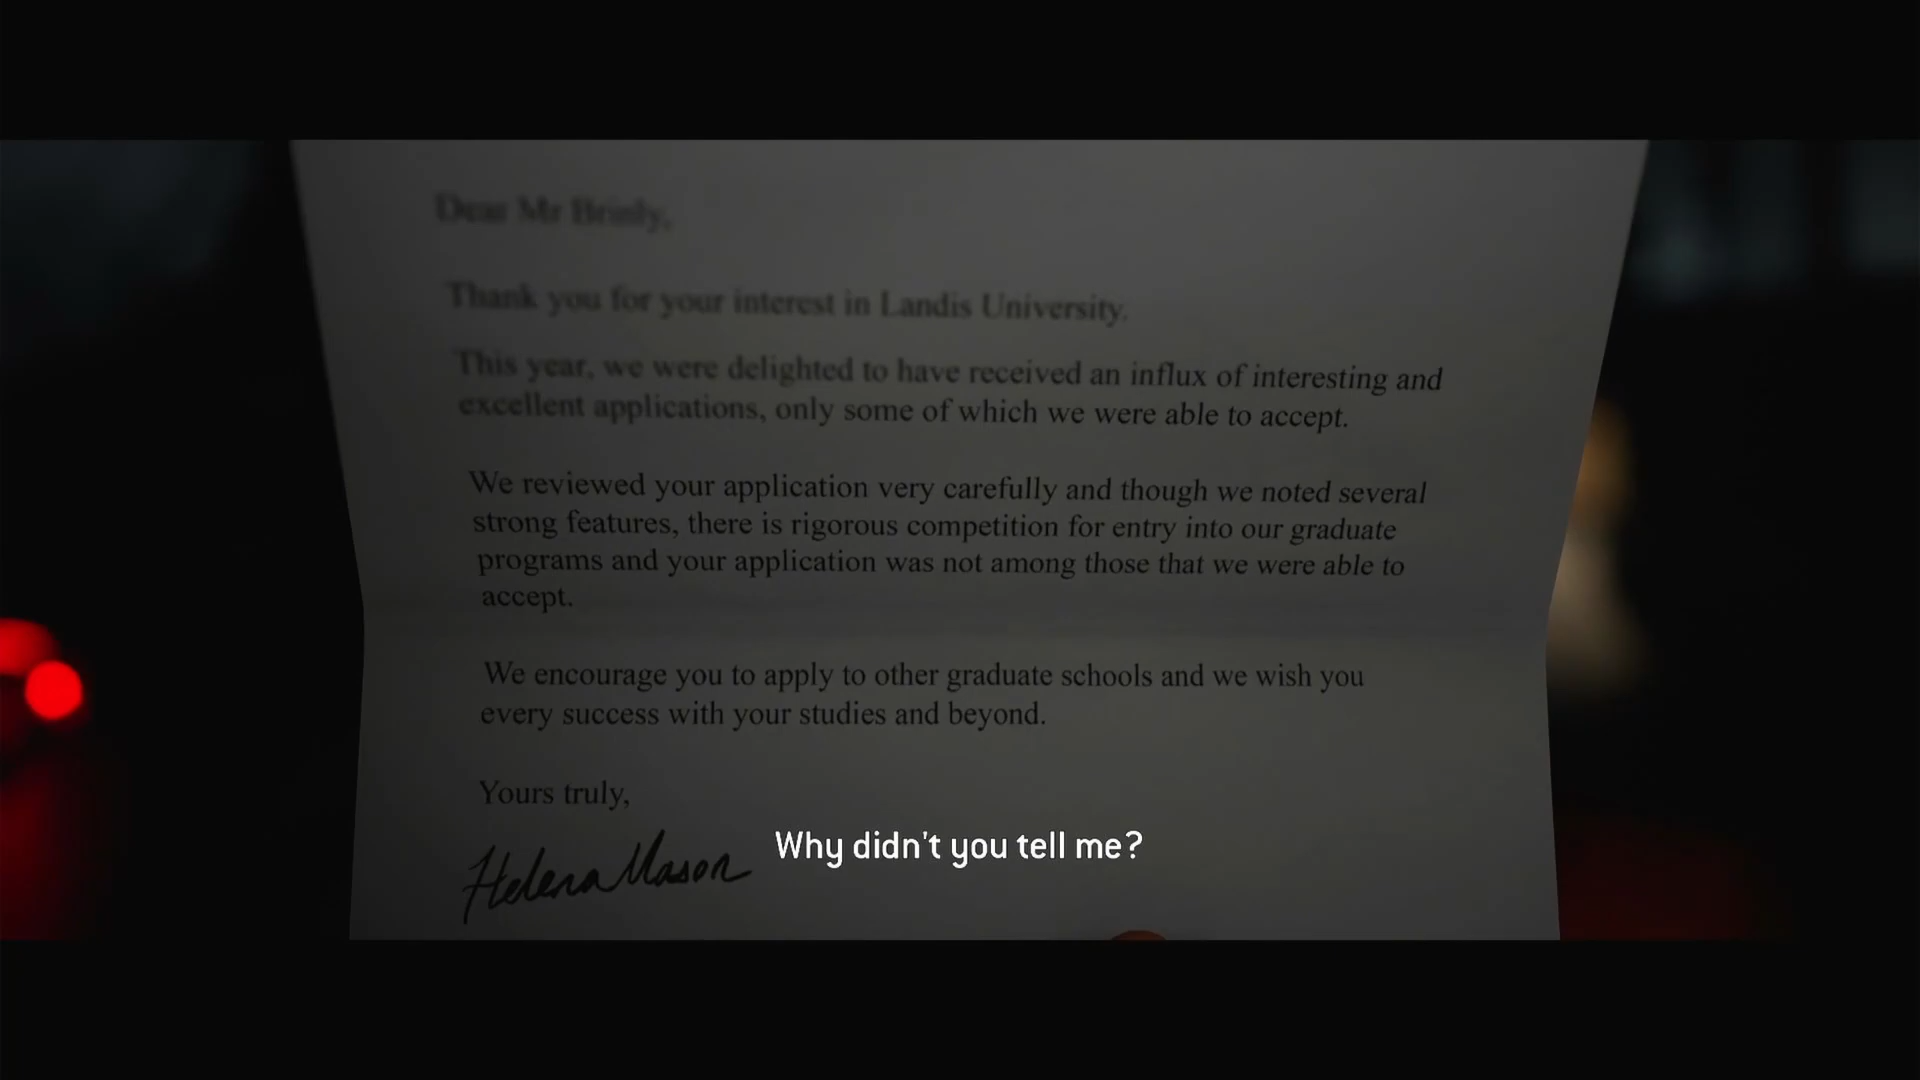 Dear Mr Brinly,
Thank you for your interest in Landis University.
This year, we were delighted to have received an influx of interesting and
excellent applications, only some of which we were able to accept.
We reviewed your application very carefully and though we noted several
strong features, there is rigorous competition for entry into our graduate
programs and your application was not among those that we were able to
accept.
We encourage you to apply to other graduate schools and we wish you
every success with your studies and beyond.
Yours truly,
Helena Mason
Why didn't you tell me?